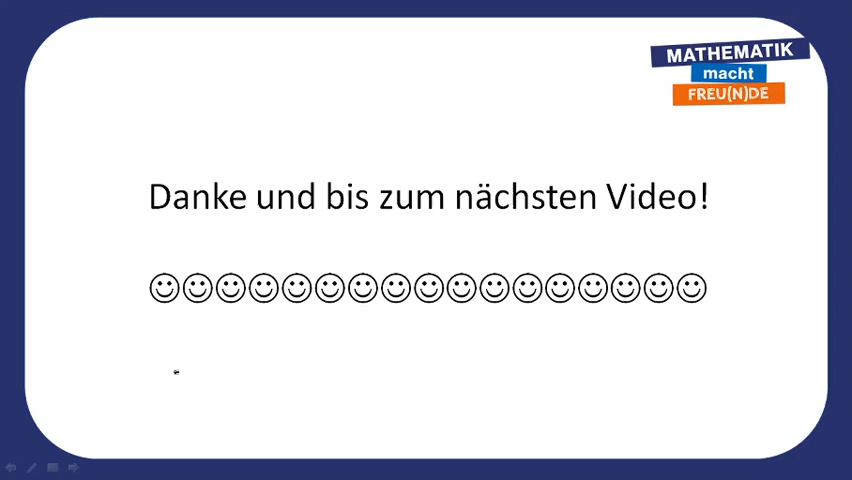 MATHEMATIK
macht
FREU(N)DE
Danke und bis zum nächsten Video!
☺☺☺☺☺☺☺☺☺☺☺☺☺☺☺☺☺